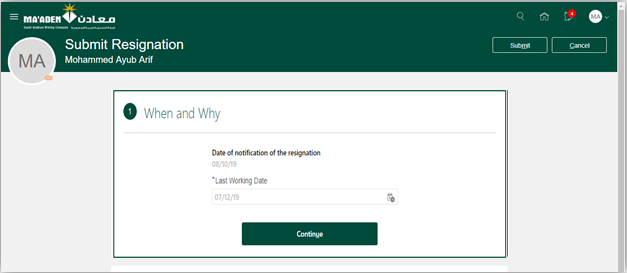 MA'ADEN معادن
Saudi Arabian Mining Company
4
MA
MA
Submit Resignation
Mohammed Ayub Arif
Submit
Cancel
1
When and Why
Date of notification of the resignation
08/10/19
*Last Working Date
07/12/19
Continue